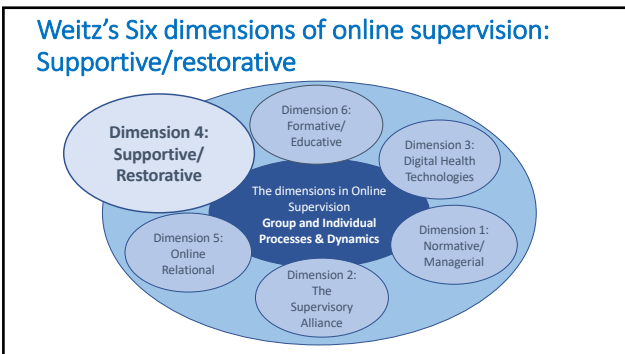 Weitz's Six dimensions of online supervision:
Supportive/restorative
Dimension 6:
Formative/
Educative
Dimension 4:
Supportive/
Restorative
Dimension 3:
Digital Health
Technologies
The dimensions in Online
Supervision
Group and Individual
Processes & Dynamics
Dimension 5:
Online
Relational
Dimension 1:
Normative/
Managerial
Dimension 2:
The
Supervisory
Alliance